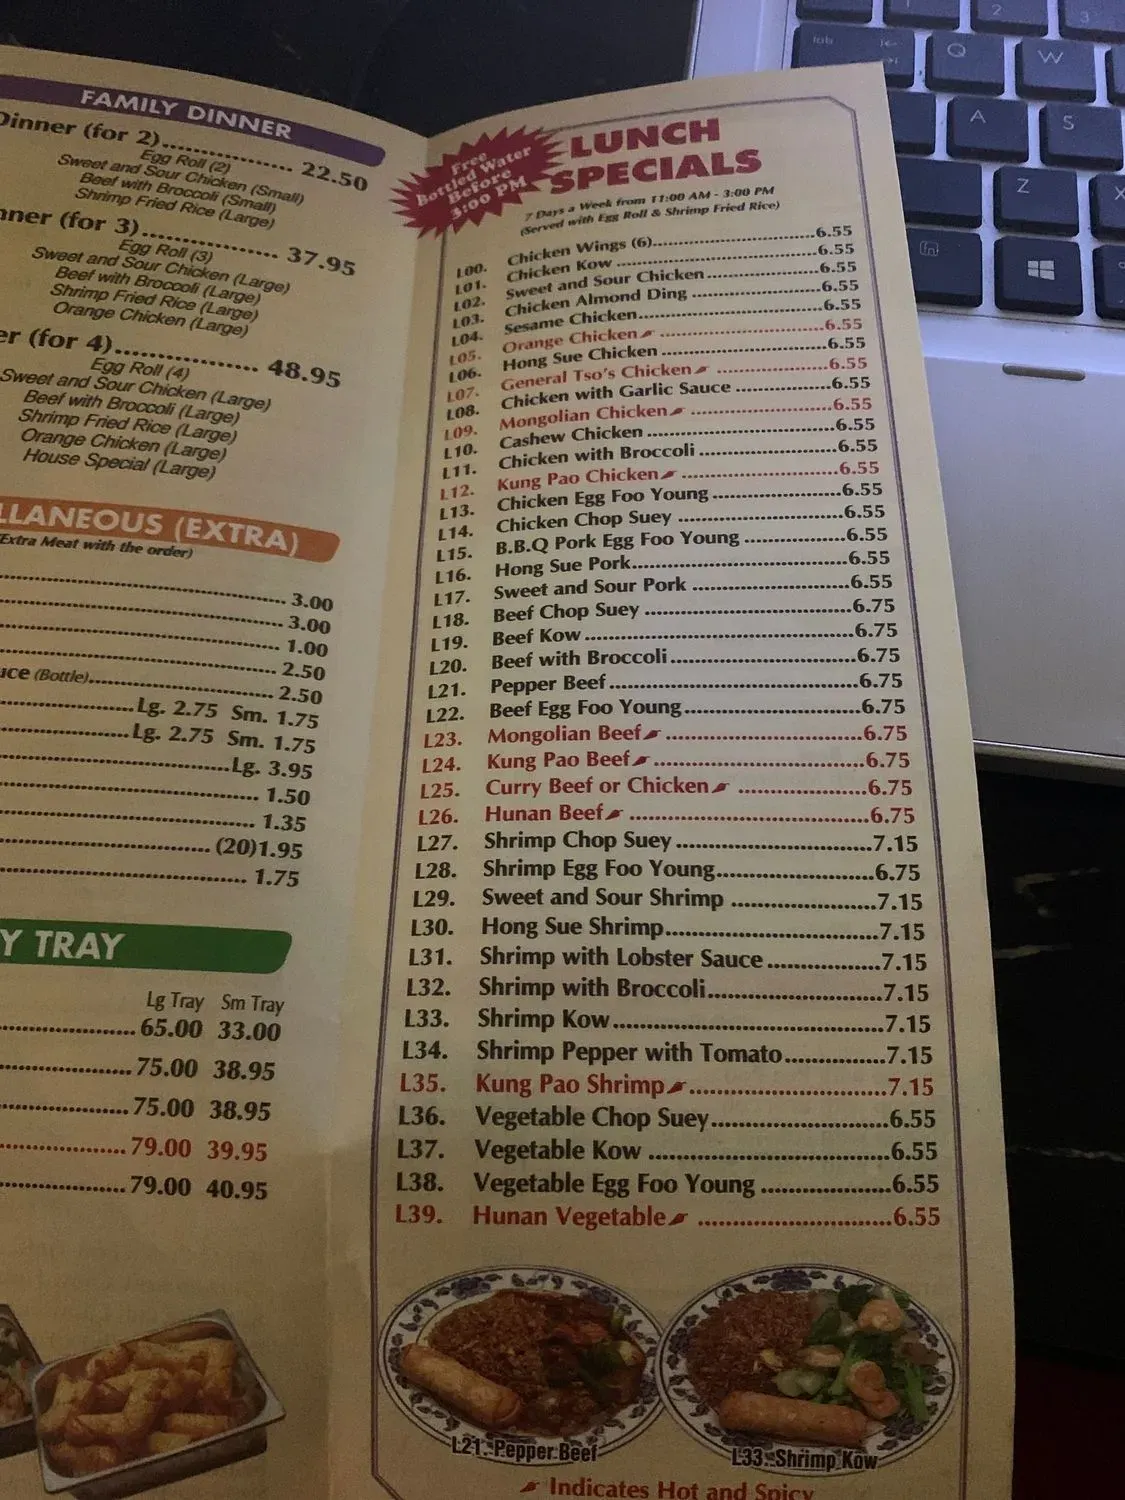 FAMILY DINNER
Dinner (for 2) 22.50
Egg Roll (2)
Sweet and Sour Chicken (Small)
Beef with Broccoli (Small)
Shrimp Fried Rice (Large)
nner (for 3) 37.95
Egg Roll (3)
Sweet and Sour Chicken (Large)
Beef with Broccoli (Large)
Shrimp Fried Rice (Large)
Orange Chicken (Large)
er (for 4) 48.95
Egg Roll (4)
Sweet and Sour Chicken (Large)
Beef with Broccoli (Large)
Shrimp Fried Rice (Large)
Orange Chicken (Large)
House Special (Large)
LLANEOUS (EXTRA)
Extra Meat with the order)
3.00
3.00
1.00
2.50
uce (Bottle) 2.50
Lg. 2.75 Sm. 1.75
Lg. 2.75 Sm. 1.75
Lg. 3.95
1.50
1.35
(20)1.95
1.75
Y TRAY
Lg Tray Sm Tray
65.00 33.00
75.00 38.95
75.00 38.95
79.00 39.95
79.00 40.95
Free
Bottled Water
Before
3:00 PM
LUNCH
SPECIALS
7 Days a Week from 11:00 AM - 3:00 PM
(Served with Egg Roll & Shrimp Fried Rice)
L00. Chicken Wings (6) 6.55
L01. Chicken Kow 6.55
L02. Sweet and Sour Chicken 6.55
L03. Chicken Almond Ding 6.55
L04. Sesame Chicken 6.55
L05. Orange Chicken 6.55
L06. Hong Sue Chicken 6.55
L07. General Tso's Chicken 6.55
L08. Chicken with Garlic Sauce 6.55
L09. Mongolian Chicken 6.55
L10. Cashew Chicken 6.55
L11. Chicken with Broccoli 6.55
L12. Kung Pao Chicken 6.55
L13. Chicken Egg Foo Young 6.55
L14. Chicken Chop Suey 6.55
L15. B.B.Q Pork Egg Foo Young 6.55
L16. Hong Sue Pork 6.55
L17. Sweet and Sour Pork 6.55
L18. Beef Chop Suey 6.75
L19. Beef Kow 6.75
L20. Beef with Broccoli 6.75
L21. Pepper Beef 6.75
L22. Beef Egg Foo Young 6.75
L23. Mongolian Beef 6.75
L24. Kung Pao Beef 6.75
L25. Curry Beef or Chicken 6.75
L26. Hunan Beef 6.75
L27. Shrimp Chop Suey 7.15
L28. Shrimp Egg Foo Young 6.75
L29. Sweet and Sour Shrimp 7.15
L30. Hong Sue Shrimp 7.15
L31. Shrimp with Lobster Sauce 7.15
L32. Shrimp with Broccoli 7.15
L33. Shrimp Kow 7.15
L34. Shrimp Pepper with Tomato 7.15
L35. Kung Pao Shrimp 7.15
L36. Vegetable Chop Suey 6.55
L37. Vegetable Kow 6.55
L38. Vegetable Egg Foo Young 6.55
L39. Hunan Vegetable 6.55
L21. Pepper Beef
L33. Shrimp Kow
Indicates Hot and Spicy
1 2 3
tab Q W
A S
Z X
fn